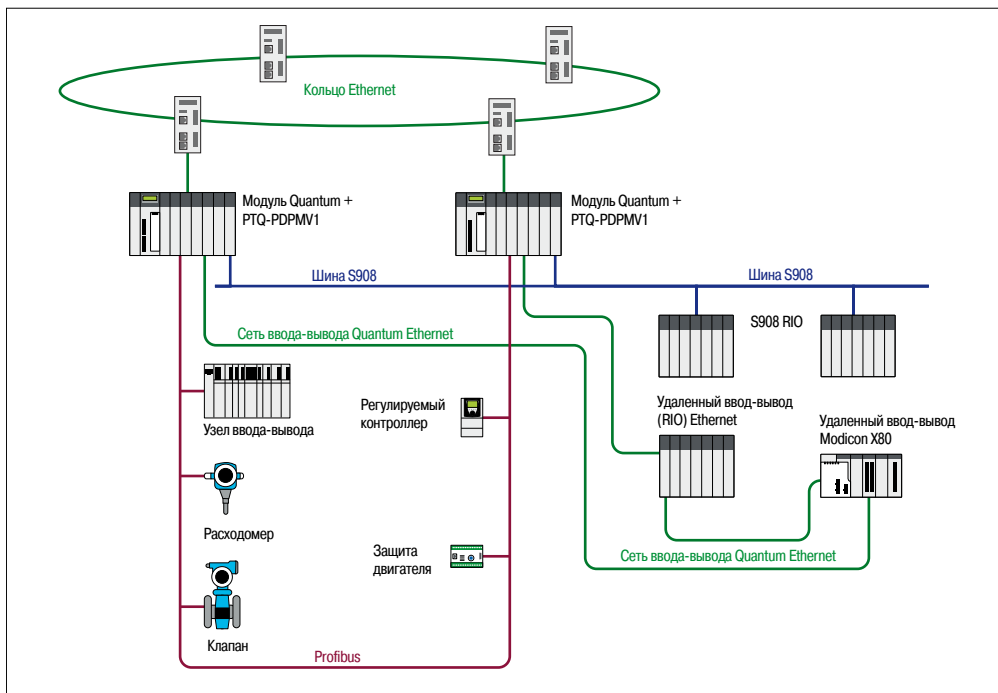 Кольцо Ethernet
Модуль Quantum +
PTQ-PDPMV1
Модуль Quantum +
PTQ-PDPMV1
Шина S908
Шина S908
S908 RIO
Сеть ввода-вывода Quantum Ethernet
Узел ввода-вывода
Регулируемый
контроллер
Удаленный ввод-вывод
(RIO) Ethernet
Удаленный ввод-вывод
Modicon X80
Расходомер
Защита
двигателя
Сеть ввода-вывода Quantum Ethernet
Клапан
Profibus